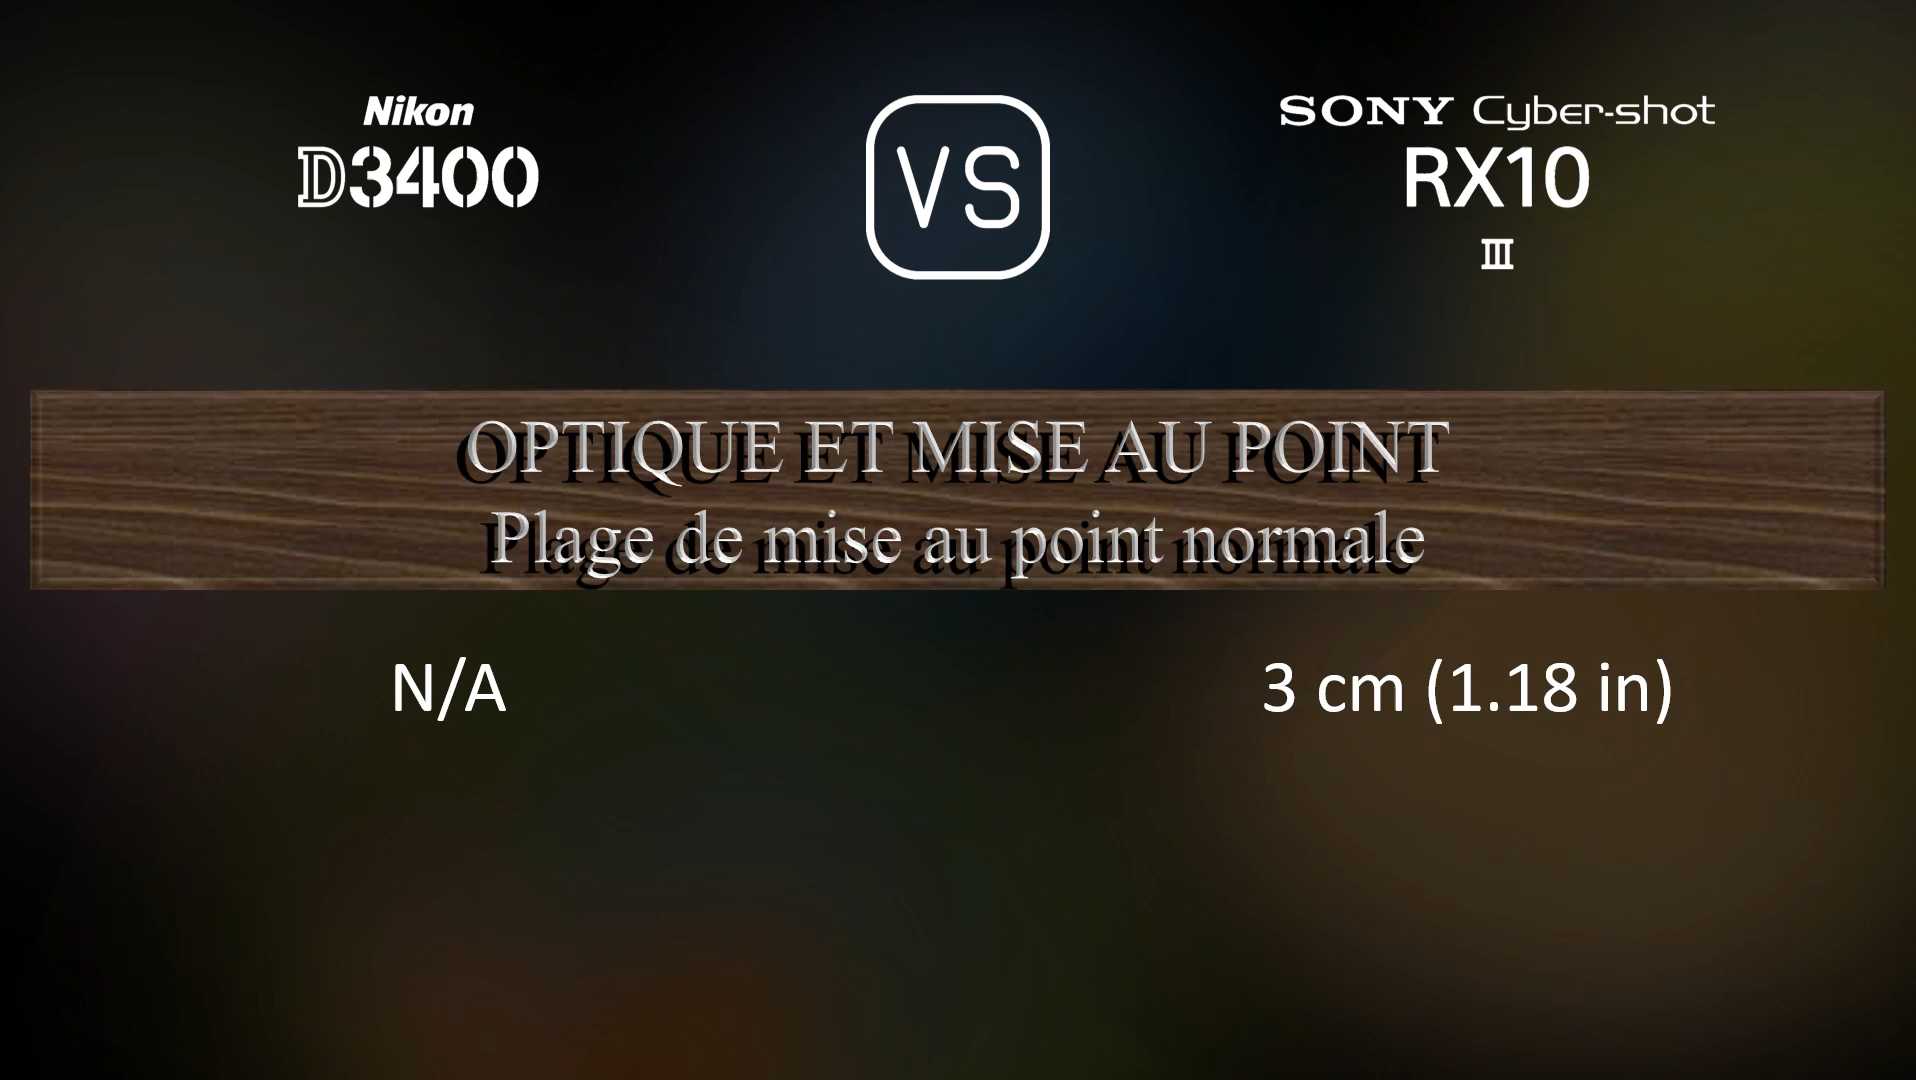 Nikon
D3400
VS
SONY Cyber-shot
RX10
III
OPTIQUE ET MISE AU POINT
Plage de mise au point normale
N/A
3 cm (1.18 in)